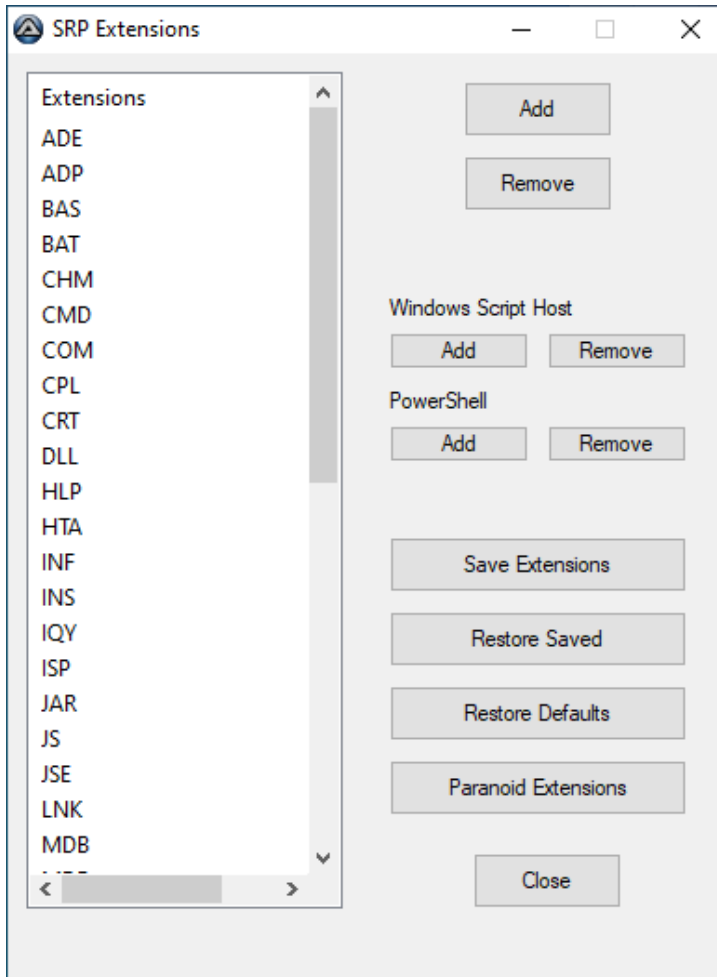 SRP Extensions
Extensions
ADE
ADP
BAS
BAT
CHM
CMD
COM
CPL
CRT
DLL
HLP
HTA
INF
INS
IQY
ISP
JAR
JS
JSE
LNK
MDB
Add
Remove
Windows Script Host
Add Remove
PowerShell
Add Remove
Save Extensions
Restore Saved
Restore Defaults
Paranoid Extensions
Close